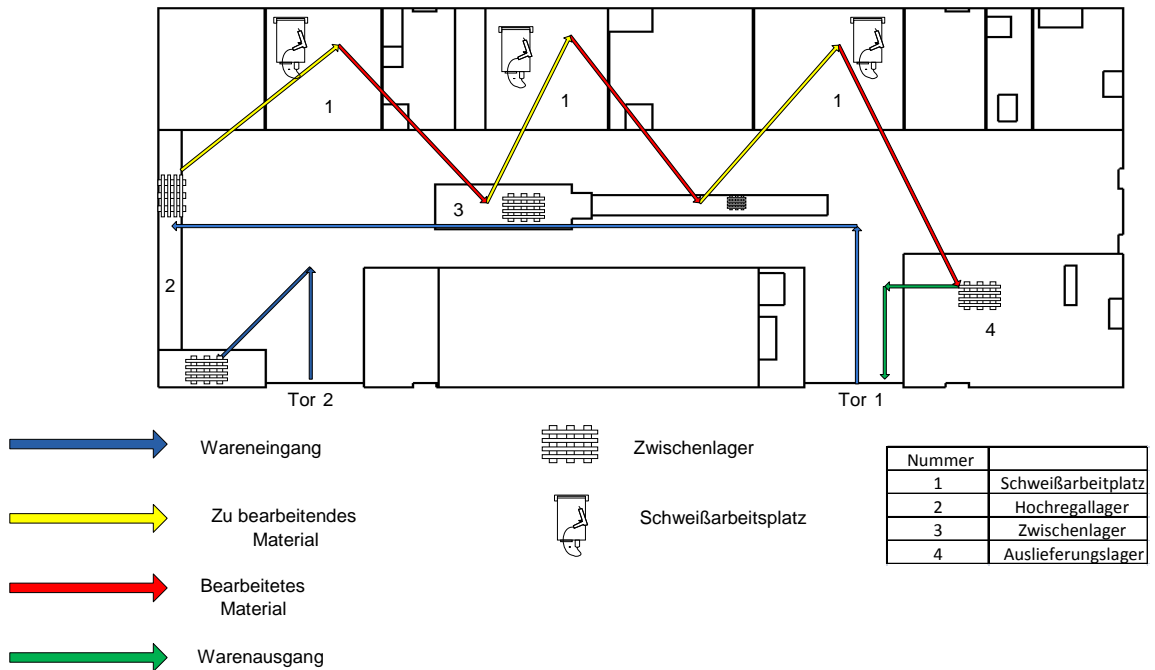 1
1
1
3
2
4
Tor 2
Tor 1
Wareneingang
Zu bearbeitendes
Material
Bearbeitetes
Material
Warenausgang
Zwischenlager
Schweißarbeitsplatz
Nummer
1 Schweißarbeitplatz
2 Hochregallager
3 Zwischenlager
4 Auslieferungslager